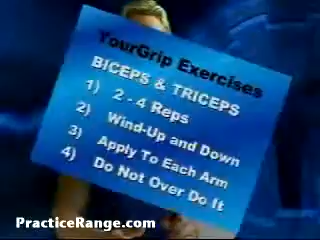 YourGrip Exercises
BICEPS & TRICEPS
1) 2 - 4 Reps
2) Wind-Up and Down
3) Apply To Each Arm
4) Do Not Over Do It
PracticeRange.com